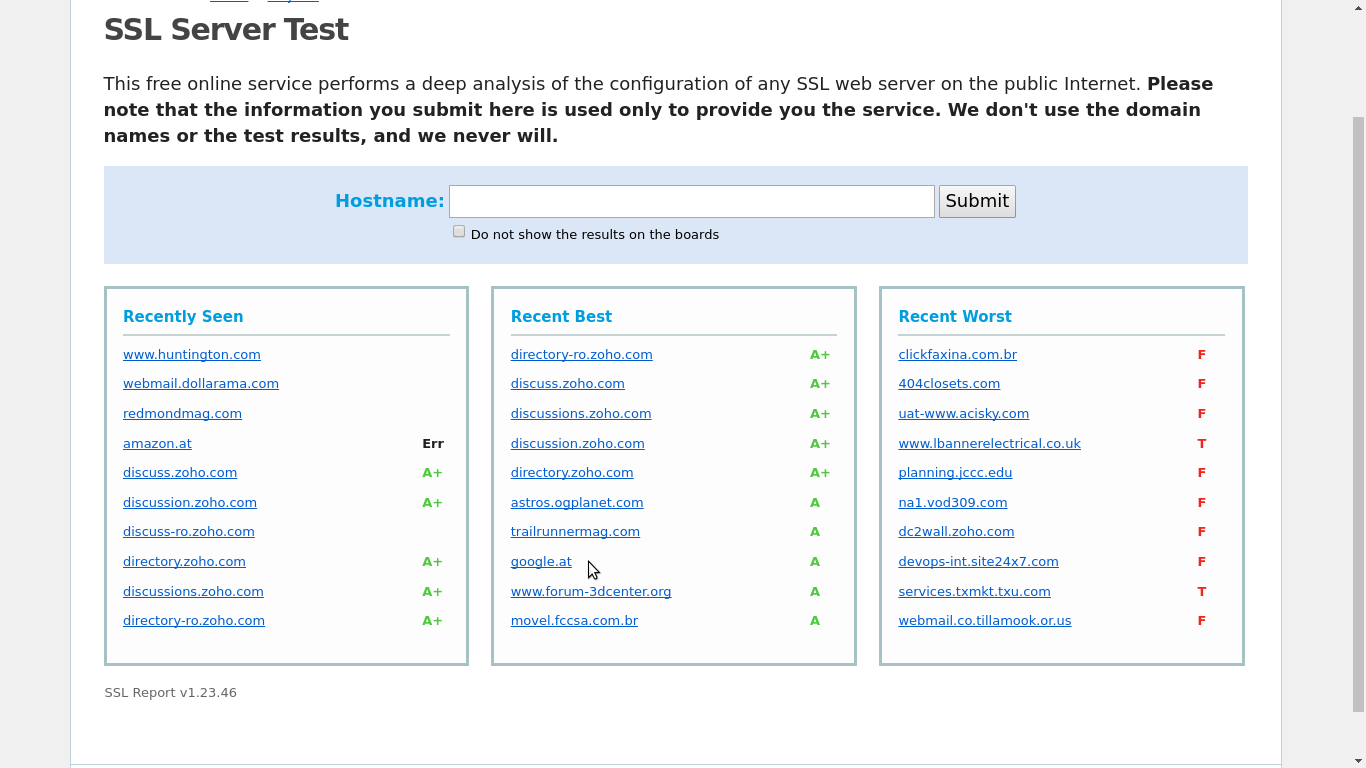 SSL Server Test
This free online service performs a deep analysis of the configuration of any SSL web server on the public Internet. Please
note that the information you submit here is used only to provide you the service. We don't use the domain
names or the test results, and we never will.
Hostname:
Submit
Do not show the results on the boards
Recently Seen
www.huntington.com
webmail.dollarama.com
redmondmag.com
amazon.at Err
discuss.zoho.com A+
discussion.zoho.com A+
discuss-ro.zoho.com
directory.zoho.com A+
discussions.zoho.com A+
directory-ro.zoho.com A+
Recent Best
directory-ro.zoho.com A+
discuss.zoho.com A+
discussions.zoho.com A+
discussion.zoho.com A+
directory.zoho.com A+
astros.ogplanet.com A
trailrunnermag.com A
google.at A
www.forum-3dcenter.org A
movel.fccsa.com.br A
Recent Worst
clickfaxina.com.br F
404closets.com F
uat-www.acisky.com F
www.lbannerelectrical.co.uk T
planning.jccc.edu F
na1.vod309.com F
dc2wall.zoho.com F
devops-int.site24x7.com F
services.txmkt.txu.com T
webmail.co.tillamook.or.us F
SSL Report v1.23.46